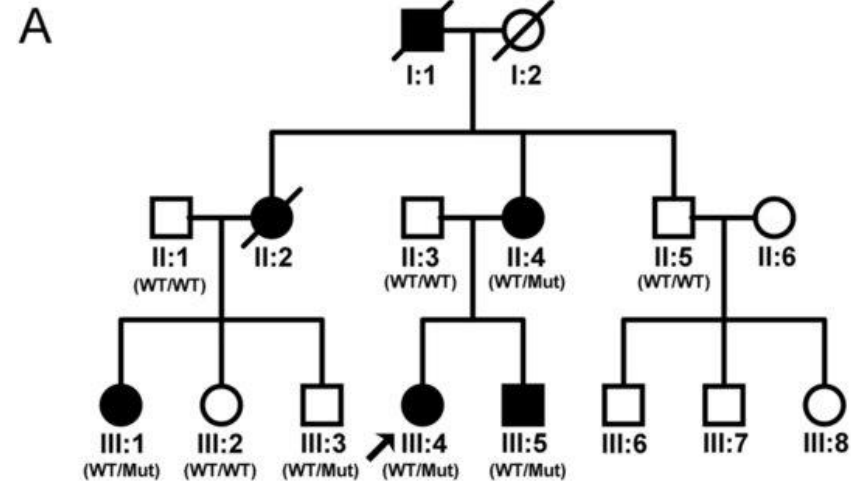 A
I:1 I:2
II:1 II:2 II:3 II:4 II:5 II:6
(WT/WT) (WT/WT) (WT/Mut) (WT/WT)
III:1 III:2 III:3 III:4 III:5 III:6 III:7 III:8
(WT/Mut) (WT/WT) (WT/Mut) (WT/Mut) (WT/Mut)